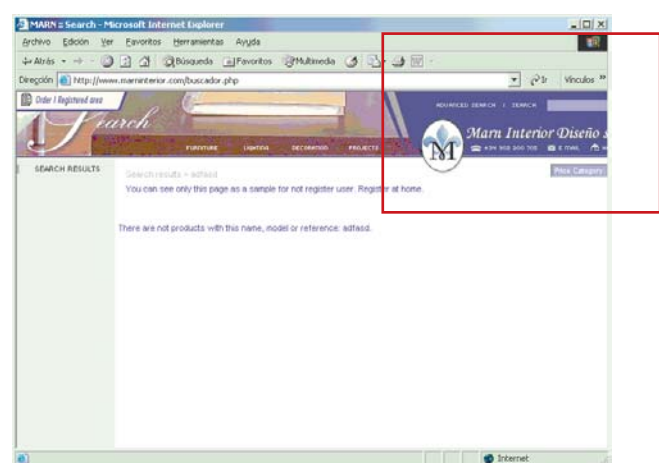 MARN :: Search - Microsoft Internet Explorer
Archivo Edición Ver Favoritos Herramientas Ayuda
Atrás Búsqueda Favoritos Multimedia
Dirección http://www.marninterior.com/buscador.php Ir Vínculos »
Order / Registered area
ADVANCED SEARCH | SEARCH
Search
Marn Interior Diseño
M
FURNITURE LIGHTING DECORATION PROJECTS
E MAIL
SEARCH RESULTS
Search results » adfasd
Price Category
You can see only this page as a sample for not register user. Register at home.
There are not products with this name, model or reference: adfasd.
Internet